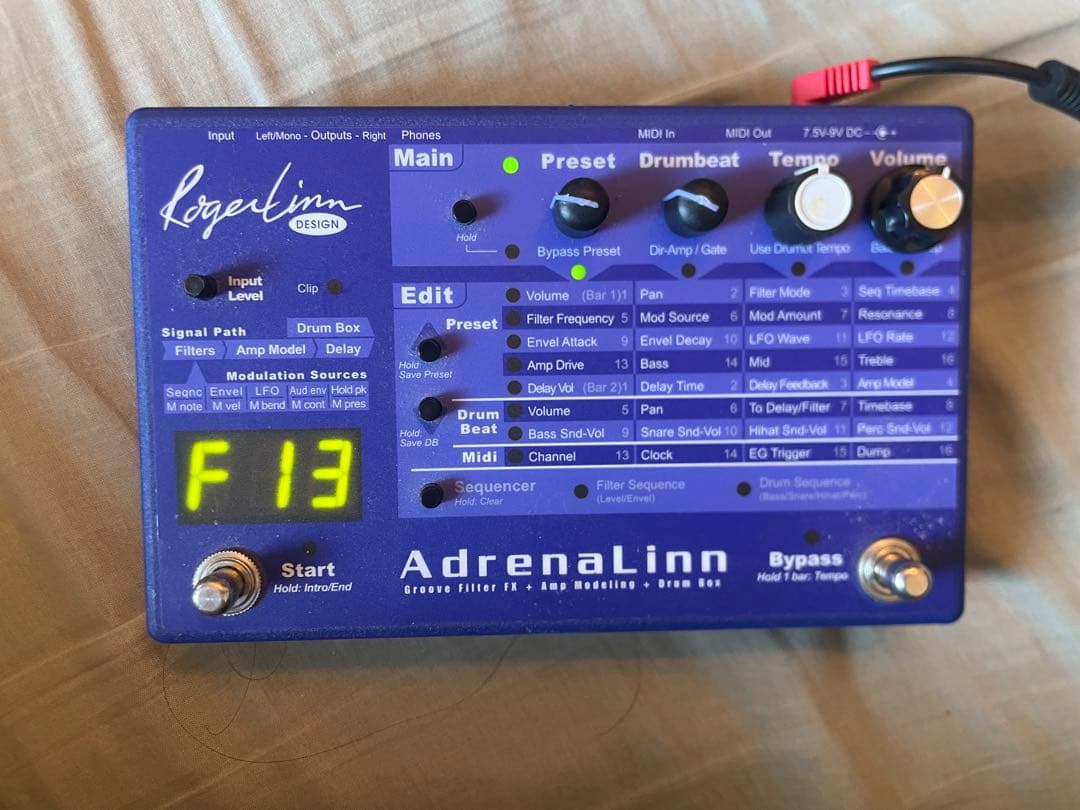 Input Left/Mono - Outputs - Right Phones MIDI In MIDI Out 7.5V-9V DC
Roger Linn
DESIGN
Main Preset Drumbeat Tempo Volume
Hold
Bypass Preset Dir-Amp / Gate Use Drumbt Tempo
Input
Level
Clip
Edit
Volume (Bar 1)1 Pan 2 Filter Mode 3 Seq Timebase 4
Preset Filter Frequency 5 Mod Source 6 Mod Amount 7 Resonance 8
Envel Attack 9 Envel Decay 10 LFO Wave 11 LFO Rate 12
Hold:
Save Preset
Amp Drive 13 Bass 14 Mid 15 Treble 16
Delay Vol (Bar 2)1 Delay Time 2 Delay Feedback 3 Amp Model 4
Drum
Beat
Volume 5 Pan 6 To Delay/Filter 7 Timebase 8
Hold:
Save DB
Bass Snd-Vol 9 Snare Snd-Vol 10 Hihat Snd-Vol 11 Perc Snd-Vol 12
Midi Channel 13 Clock 14 EG Trigger 15 Dump 16
Sequencer
Hold: Clear
Filter Sequence
(Level/Envel)
Drum Sequence
(Bass/Snare/Hihat/Perc)
Signal Path Drum Box
Filters Amp Model Delay
Modulation Sources
Seqnc Envel LFO Aud env Hold pk
M note M vel M bend M cont M pres
F 13
Start
Hold: Intro/End
AdrenaLinn
Groove Filter FX + Amp Modeling + Drum Box
Bypass
Hold 1 bar: Tempo